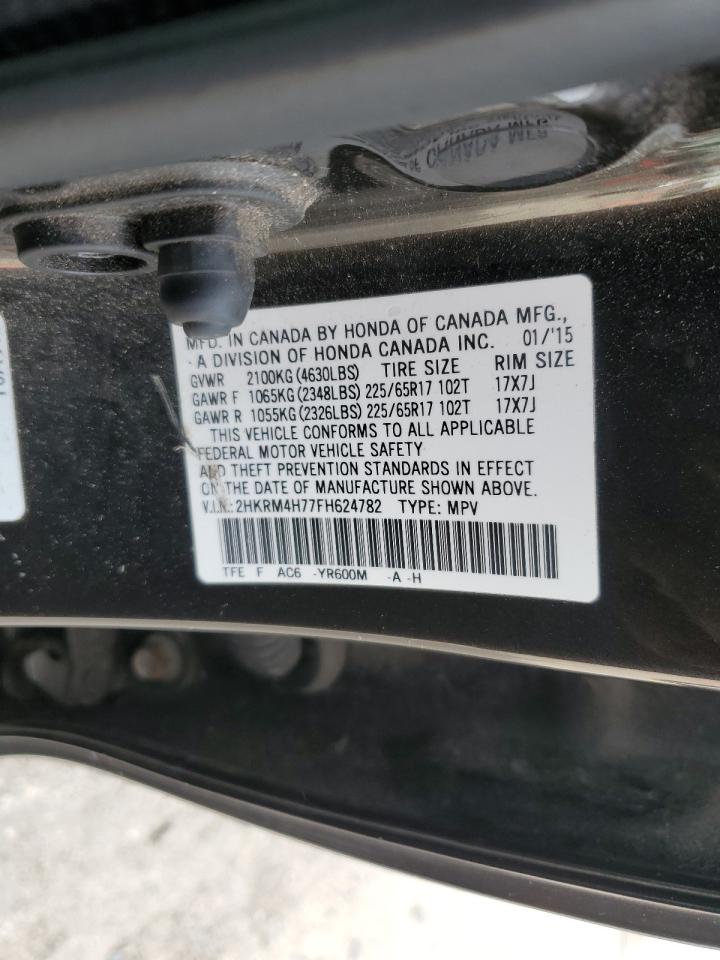 MFD. IN CANADA BY HONDA OF CANADA MFG.,
A DIVISION OF HONDA CANADA INC. 01/'15
GVWR 2100KG (4630LBS) TIRE SIZE RIM SIZE
GAWR F 1065KG (2348LBS) 225/65R17 102T 17X7J
GAWR R 1055KG (2326LBS) 225/65R17 102T 17X7J
THIS VEHICLE CONFORMS TO ALL APPLICABLE
FEDERAL MOTOR VEHICLE SAFETY
AND THEFT PREVENTION STANDARDS IN EFFECT
ON THE DATE OF MANUFACTURE SHOWN ABOVE.
V.I.N.: 2HKRM4H77FH624782 TYPE: MPV
TFE F AC6 -YR600M -A -H